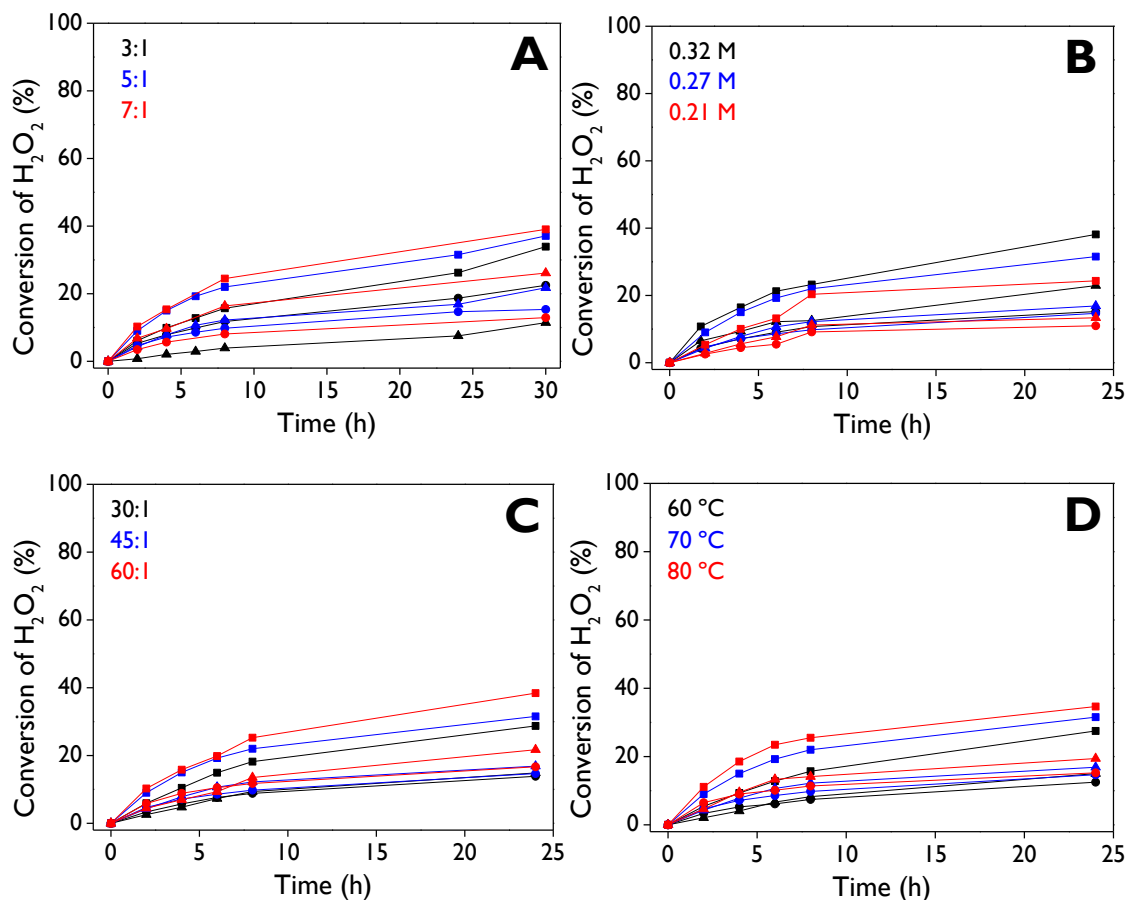 A
3:1
5:1
7:1
Conversion of H₂O₂ (%)
100
80
60
40
20
0
0 5 10 15 20 25 30
Time (h)
B
0.32 M
0.27 M
0.21 M
Conversion of H₂O₂ (%)
100
80
60
40
20
0
0 5 10 15 20 25
Time (h)
C
30:1
45:1
60:1
Conversion of H₂O₂ (%)
100
80
60
40
20
0
0 5 10 15 20 25
Time (h)
D
60 ºC
70 ºC
80 ºC
Conversion of H₂O₂ (%)
100
80
60
40
20
0
0 5 10 15 20 25
Time (h)